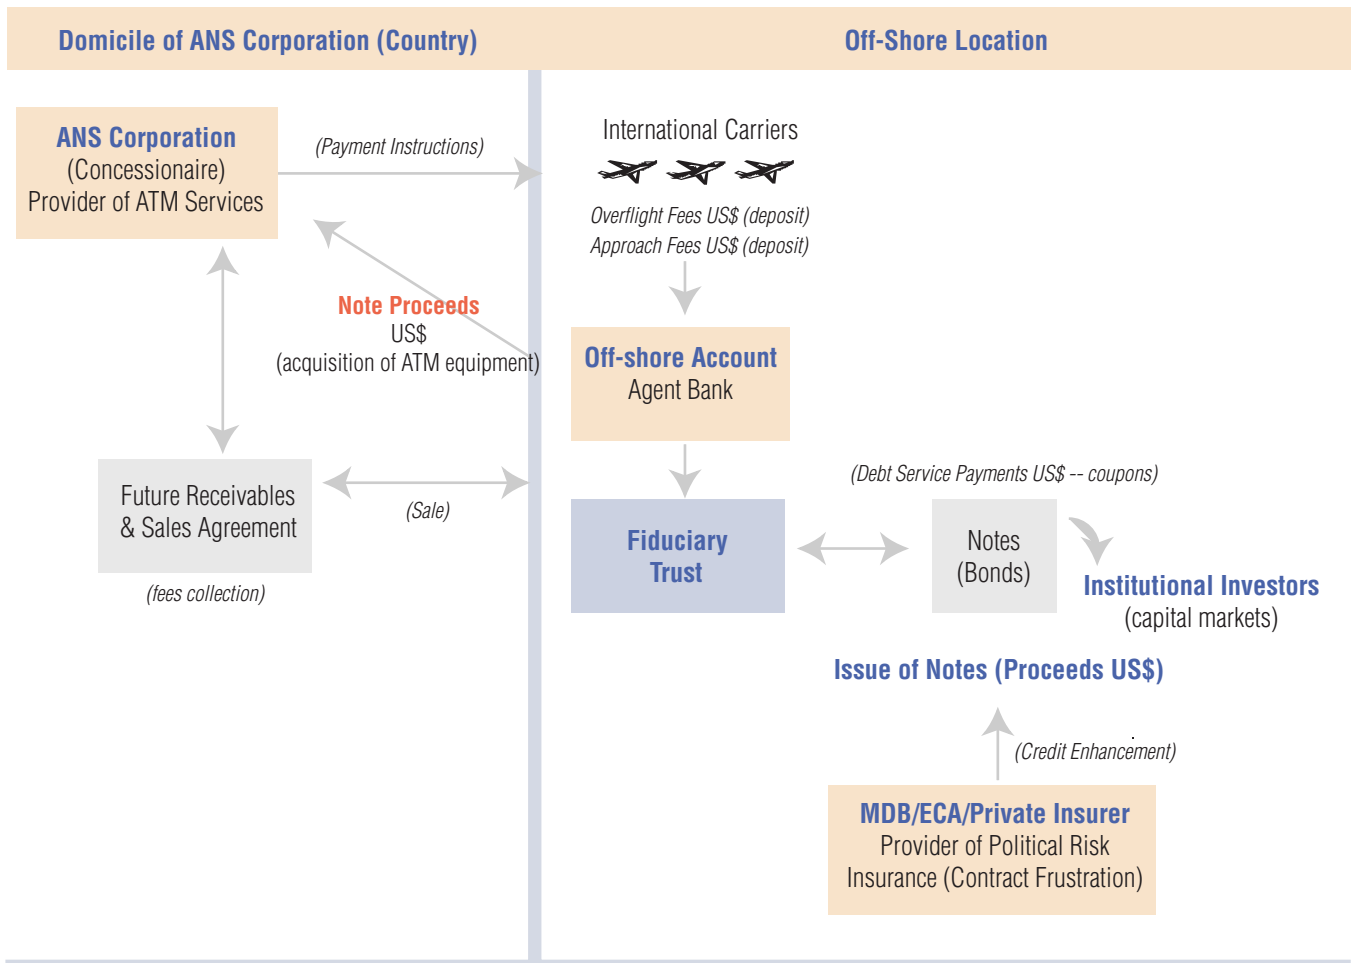 Domicile of ANS Corporation (Country)
Off-Shore Location
ANS Corporation
(Concessionaire)
Provider of ATM Services
(Payment Instructions)
International Carriers
Overflight Fees US$ (deposit)
Approach Fees US$ (deposit)
Note Proceeds
US$
(acquisition of ATM equipment)
Off-shore Account
Agent Bank
Future Receivables
& Sales Agreement
(fees collection)
(Sale)
Fiduciary
Trust
(Debt Service Payments US$ -- coupons)
Notes
(Bonds)
Institutional Investors
(capital markets)
Issue of Notes (Proceeds US$)
(Credit Enhancement)
MDB/ECA/Private Insurer
Provider of Political Risk
Insurance (Contract Frustration)